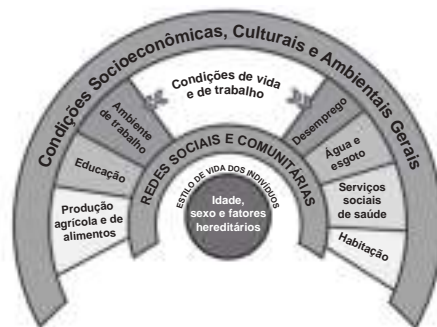 Condições Socioeconômicas, Culturais e Ambientais Gerais
Condições de vida
e de trabalho
Ambiente
de trabalho
Desemprego
Educação
Água e
esgoto
Produção
agrícola e de
alimentos
Serviços
sociais
de saúde
Habitação
REDES SOCIAIS E COMUNITÁRIAS
ESTILO DE VIDA DOS INDIVÍDUOS
Idade,
sexo e fatores
hereditários